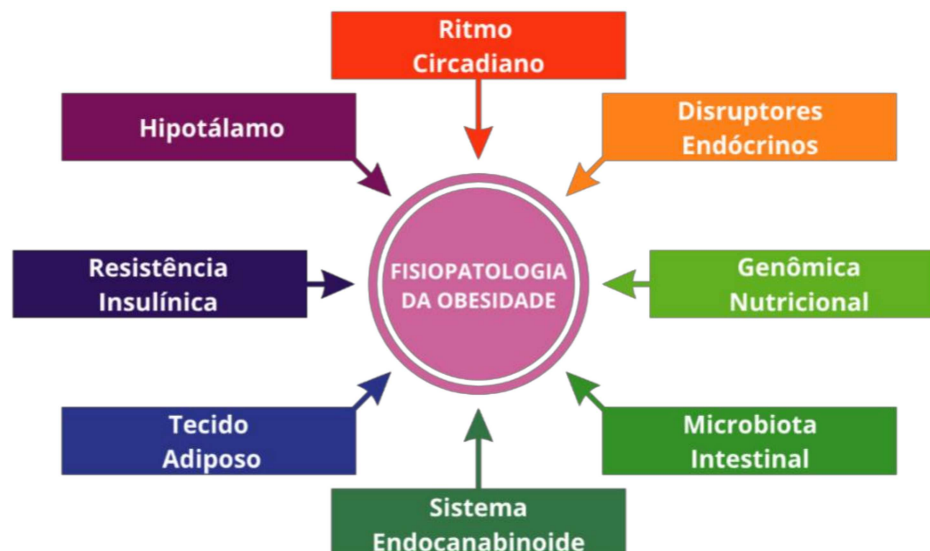 Ritmo
Circadiano
Hipotálamo
Disruptores
Endócrinos
Resistência
Insulínica
FISIOPATOLOGIA
DA OBESIDADE
Genômica
Nutricional
Tecido
Adiposo
Microbiota
Intestinal
Sistema
Endocanabinoide